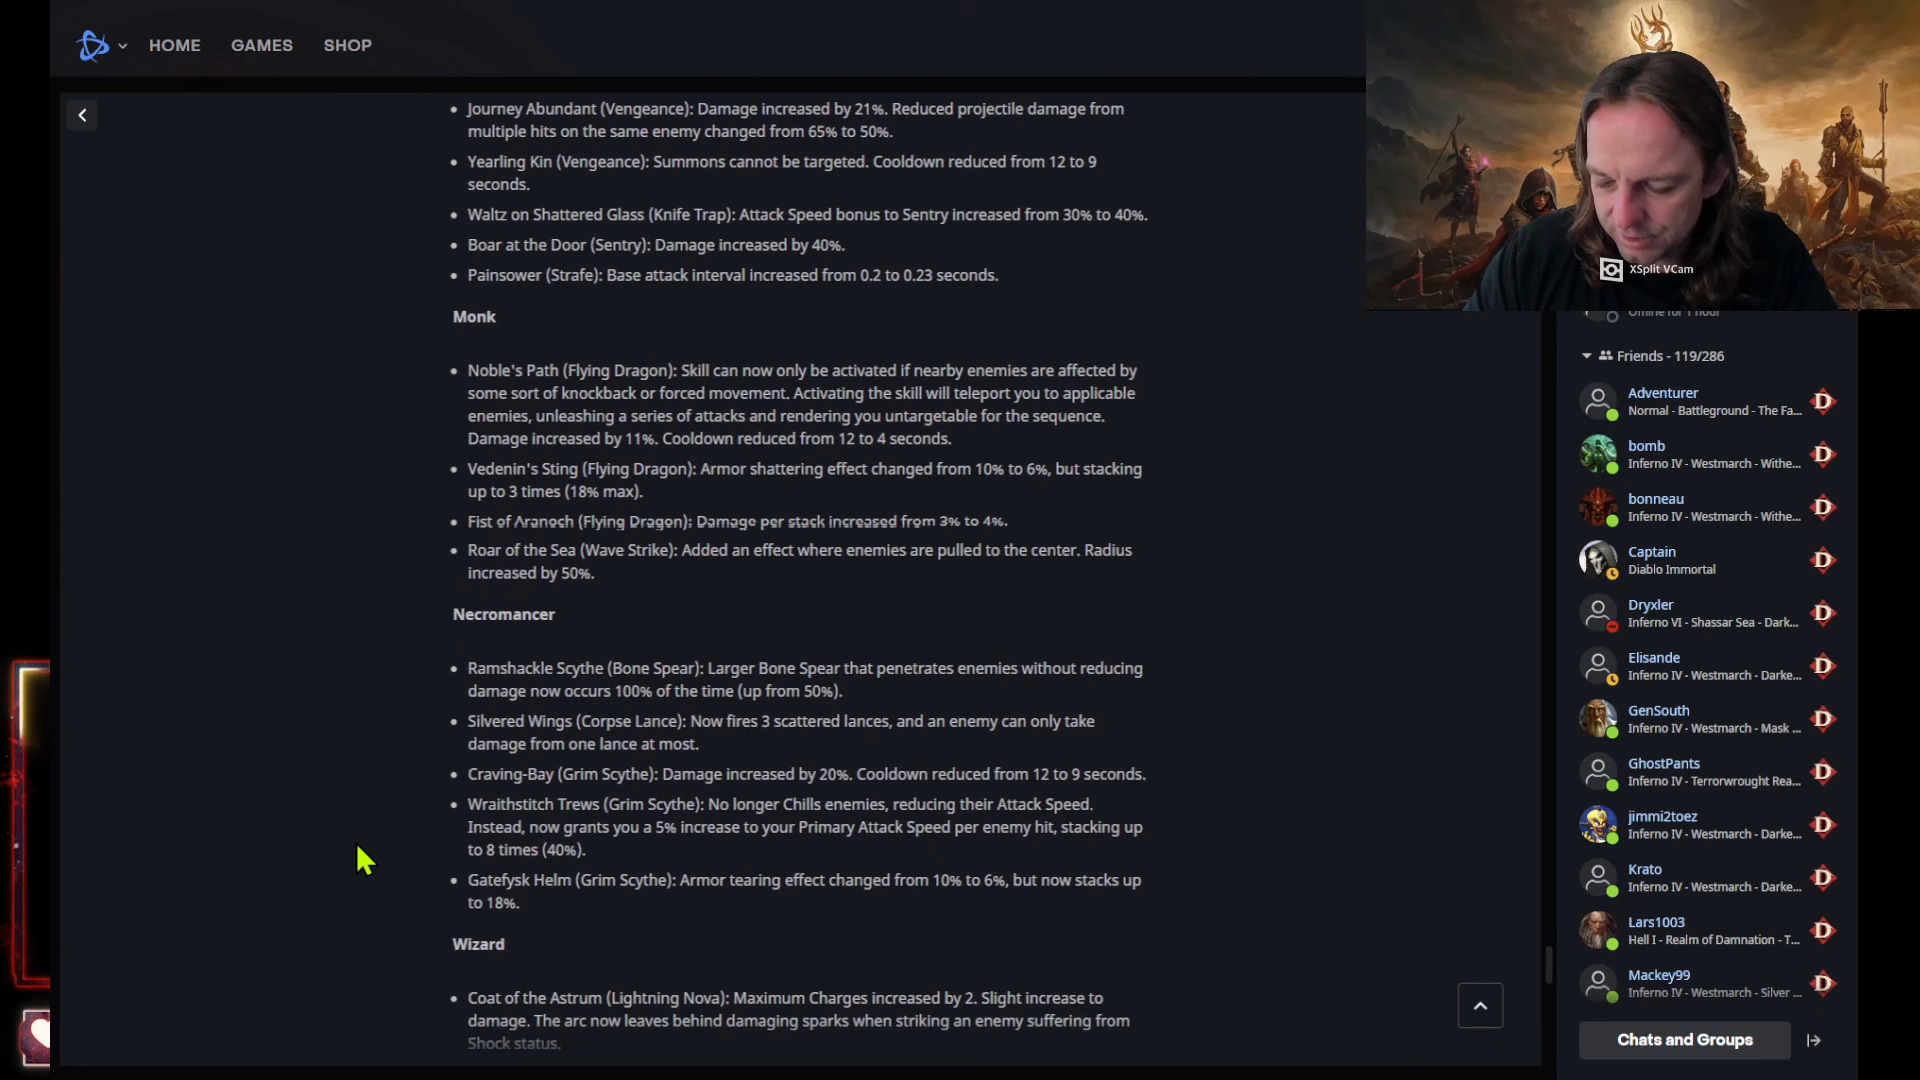 HOME GAMES SHOP
Journey Abundant (Vengeance): Damage increased by 21%. Reduced projectile damage from
multiple hits on the same enemy changed from 65% to 50%.
Yearling Kin (Vengeance): Summons cannot be targeted. Cooldown reduced from 12 to 9
seconds.
Waltz on Shattered Glass (Knife Trap): Attack Speed bonus to Sentry increased from 30% to 40%.
Boar at the Door (Sentry): Damage increased by 40%.
Painsower (Strafe): Base attack interval increased from 0.2 to 0.23 seconds.
Monk
Noble's Path (Flying Dragon): Skill can now only be activated if nearby enemies are affected by
some sort of knockback or forced movement. Activating the skill will teleport you to applicable
enemies, unleashing a series of attacks and rendering you untargetable for the sequence.
Damage increased by 11%. Cooldown reduced from 12 to 4 seconds.
Vedenin's Sting (Flying Dragon): Armor shattering effect changed from 10% to 6%, but stacking
up to 3 times (18% max).
Fist of Aranoch (Flying Dragon): Damage per stack increased from 3% to 4%.
Roar of the Sea (Wave Strike): Added an effect where enemies are pulled to the center. Radius
increased by 50%.
Necromancer
Ramshackle Scythe (Bone Spear): Larger Bone Spear that penetrates enemies without reducing
damage now occurs 100% of the time (up from 50%).
Silvered Wings (Corpse Lance): Now fires 3 scattered lances, and an enemy can only take
damage from one lance at most.
Craving-Bay (Grim Scythe): Damage increased by 20%. Cooldown reduced from 12 to 9 seconds.
Wraithstitch Trews (Grim Scythe): No longer Chills enemies, reducing their Attack Speed.
Instead, now grants you a 5% increase to your Primary Attack Speed per enemy hit, stacking up
to 8 times (40%).
Gatefysk Helm (Grim Scythe): Armor tearing effect changed from 10% to 6%, but now stacks up
to 18%.
Wizard
Coat of the Astrum (Lightning Nova): Maximum Charges increased by 2. Slight increase to
damage. The arc now leaves behind damaging sparks when striking an enemy suffering from
Shock status.
XSplit VCam
Offline for 1 hour
Friends - 119/286
Adventurer
Normal - Battleground - The Fa...
bomb
Inferno IV - Westmarch - Withe...
bonneau
Inferno IV - Westmarch - Withe...
Captain
Diablo Immortal
Dryxler
Inferno VI - Shassar Sea - Dark...
Elisande
Inferno IV - Westmarch - Darke...
GenSouth
Inferno IV - Westmarch - Mask ...
GhostPants
Inferno IV - Terrorwrought Rea...
jimmi2toez
Inferno IV - Westmarch - Darke...
Krato
Inferno IV - Westmarch - Darke...
Lars1003
Hell I - Realm of Damnation - T...
Mackey99
Inferno IV - Westmarch - Silver ...
Chats and Groups